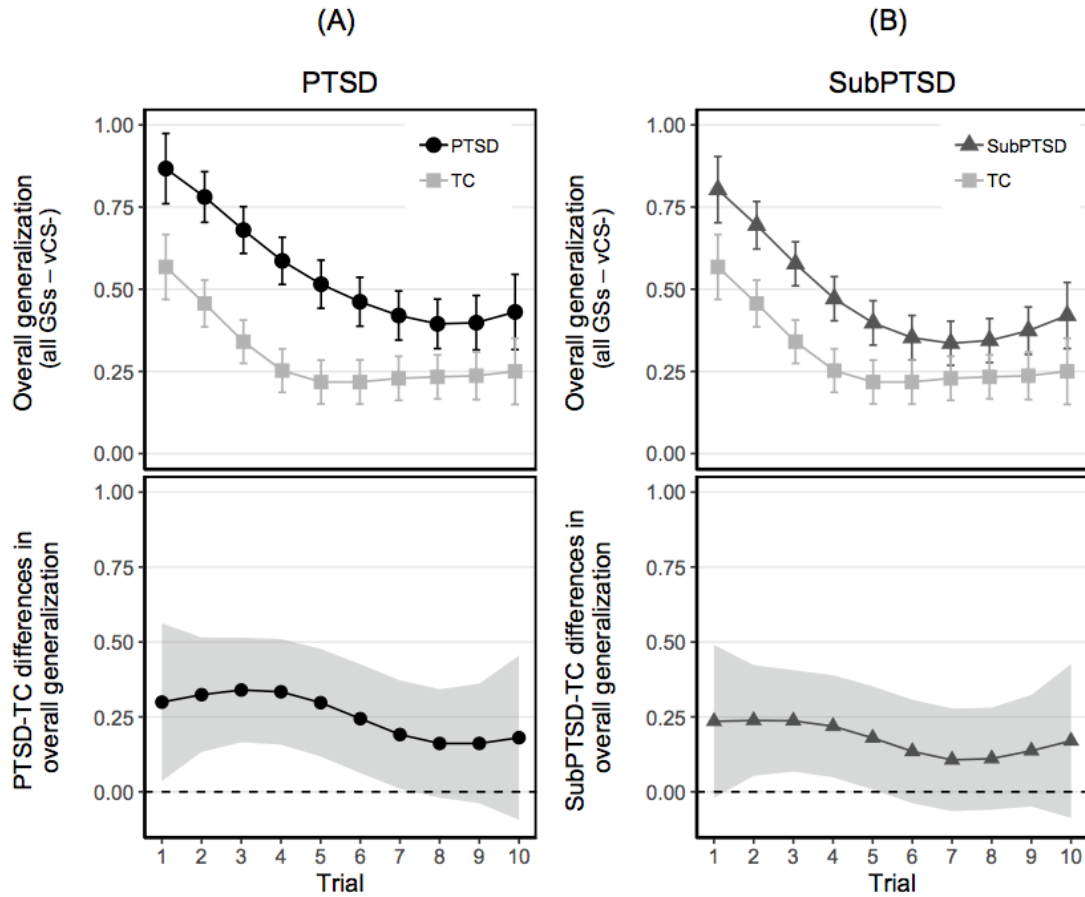 (A)
(B)
PTSD
SubPTSD
Overall generalization
(all GSs – vCS-)
1.00
0.75
0.50
0.25
0.00
PTSD
TC
Overall generalization
(all GSs – vCS-)
1.00
0.75
0.50
0.25
0.00
SubPTSD
TC
PTSD-TC differences in
overall generalization
1.00
0.75
0.50
0.25
0.00
1 2 3 4 5 6 7 8 9 10
Trial
SubPTSD-TC differences in
overall generalization
1.00
0.75
0.50
0.25
0.00
1 2 3 4 5 6 7 8 9 10
Trial